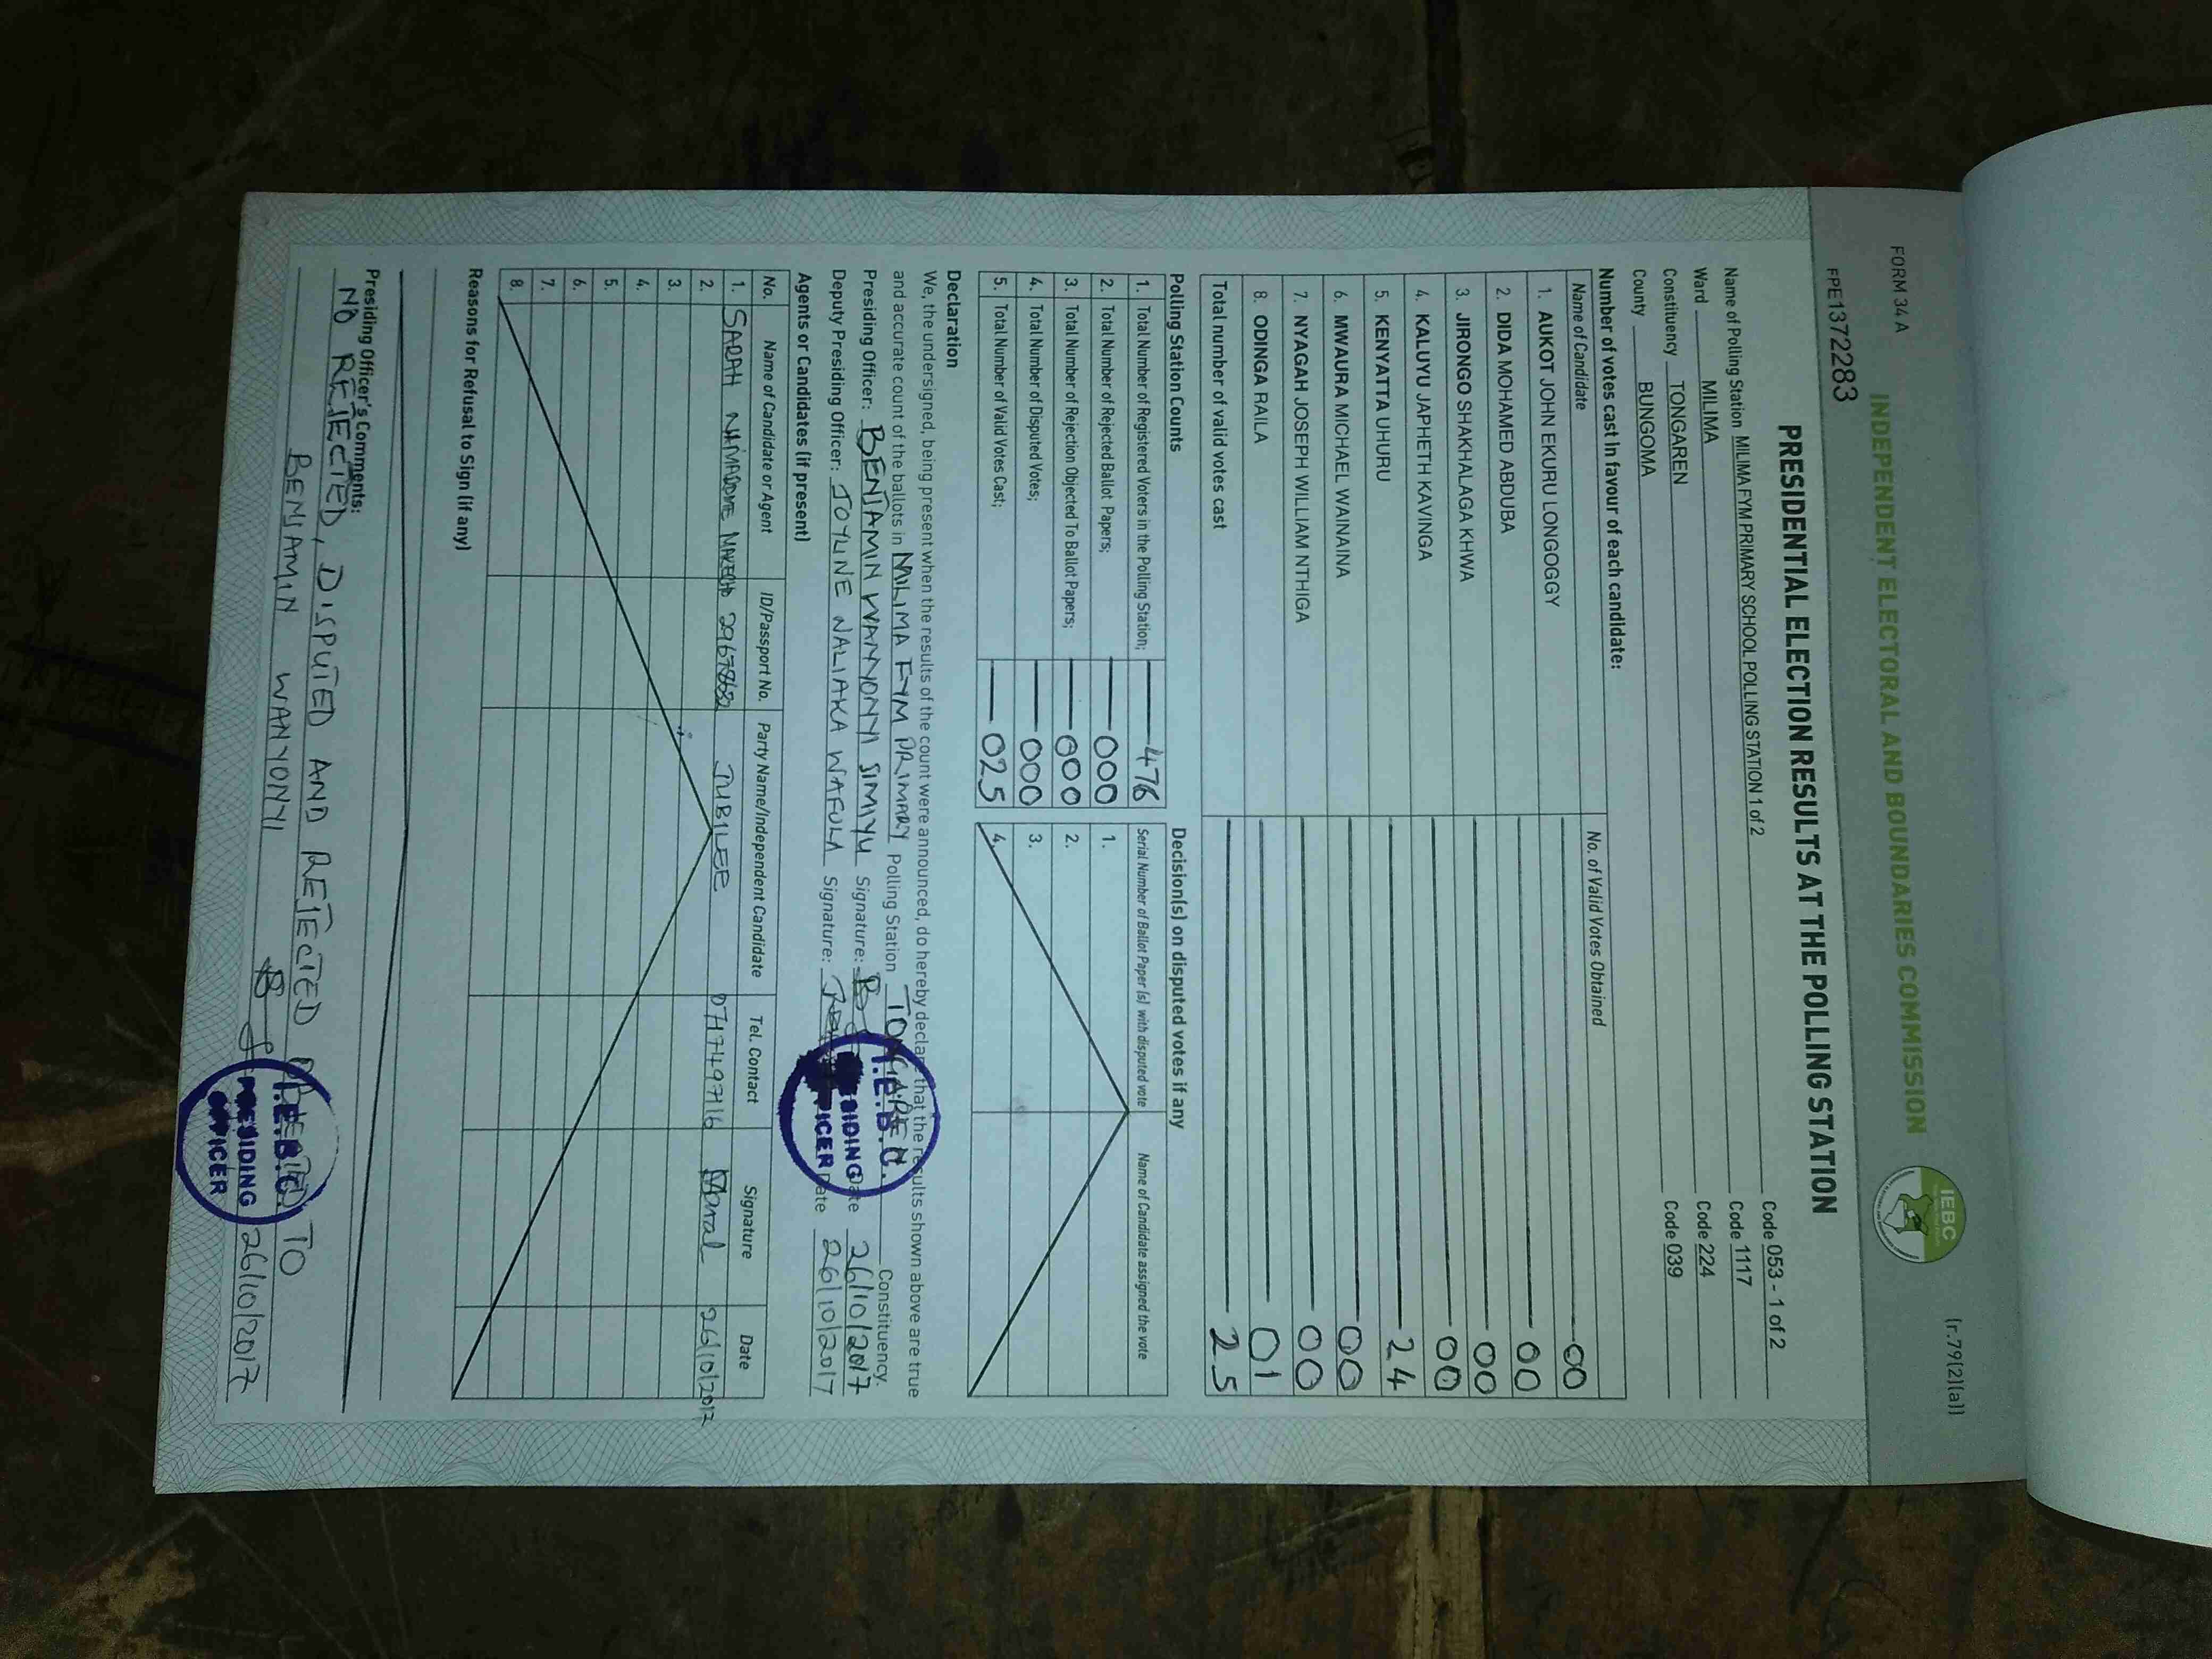 FORM 34 A
(r.79(2)(a))
INDEPENDENT ELECTORAL AND BOUNDARIES COMMISSION
IEBC
FPE1372283
PRESIDENTIAL ELECTION RESULTS AT THE POLLING STATION
Name of Polling Station MILIMA FYM PRIMARY SCHOOL POLLING STATION 1 of 2 Code 053 - 1 of 2
Ward MILIMA Code 1117
Constituency TONGAREN Code 224
County BUNGOMA Code 039
Number of votes cast in favour of each candidate:
Name of Candidate No. of Valid Votes Obtained
1. AUKOT JOHN EKURU LONGOGGY 00
2. DIDA MOHAMED ABDUBA 00
3. JIRONGO SHAKHALAGA KHWA 00
4. KALUYU JAPHETH KAVINGA 00
5. KENYATTA UHURU 24
6. MWAURA MICHAEL WAINAINA 00
7. NYAGAH JOSEPH WILLIAM NTHIGA 00
8. ODINGA RAILA 01
Total number of valid votes cast 25
Polling Station Counts
1. Total Number of Registered Voters in the Polling Station; 476
2. Total Number of Rejected Ballot Papers; 000
3. Total Number of Rejection Objected To Ballot Papers; 000
4. Total Number of Disputed Votes; 000
5. Total Number of Valid Votes Cast; 025
Decision(s) on disputed votes if any
Serial Number of Ballot Paper (s) with disputed vote Name of Candidate assigned the vote
1.
2.
3.
4.
Declaration
We, the undersigned, being present when the results of the count were announced, do hereby declare that the results shown above are true
and accurate count of the ballots in MILIMA FYM PRIMARY Polling Station TONGAREN Constituency.
Presiding Officer: BENJAMIN WANYONYI SIMIYU Signature: Date 26/10/2017
Deputy Presiding Officer: JOYLINE NALIAKA WAFULA Signature: Date 26/10/2017
I.E.B.C.
PRESIDING
OFFICER
Agents or Candidates (if present)
No. Name of Candidate or Agent ID/Passport No. Party Name/Independent Candidate Tel. Contact Signature Date
1. SARAH JUBILEE 0717497716 26/10/2017
2.
3.
4.
5.
6.
7.
8.
Reasons for Refusal to Sign (if any)
Presiding Officer's Comments:
NO REJECTED, DISPUTED AND REJECTED TO
BENJAMIN WANYONYI 26/10/2017
I.E.B.C.
PRESIDING
OFFICER